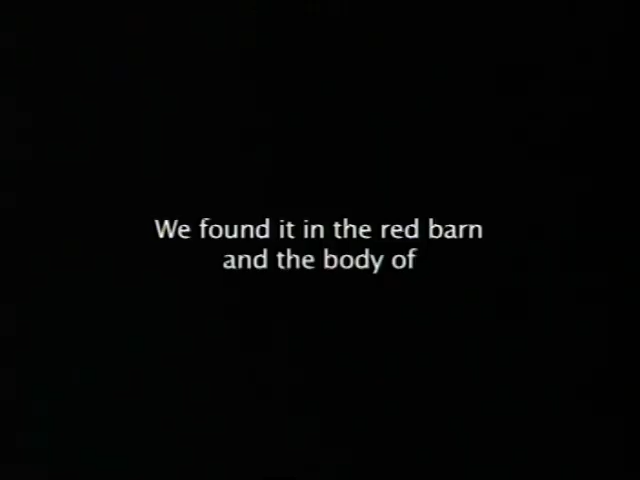 We found it in the red barn
and the body of